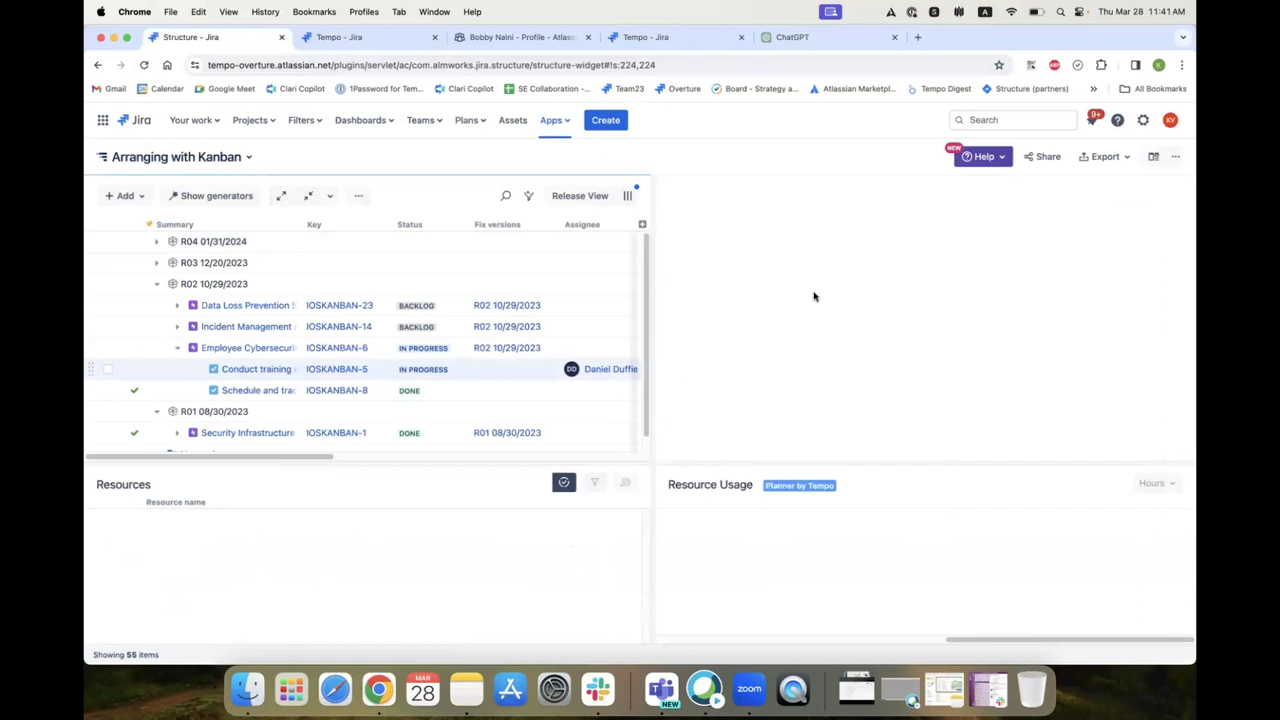 Chrome File Edit View History Bookmarks Profiles Tab Window Help A Thu Mar 28 11:41 AM
Structure - Jira Tempo - Jira Bobby Naini - Profile - Atlas Tempo - Jira ChatGPT
tempo-overture.atlassian.net/plugins/servlet/ac/com.almworks.jira.structure/structure-widget#!s:224,224 ABP K
Gmail Calendar Google Meet Clari Copilot 1Password for Tem... Clari Copilot SE Collaboration -... Team23 Overture Board - Strategy a... Atlassian Marketpl... Tempo Digest Structure (partners) » All Bookmarks
Jira Your work Projects Filters Dashboards Teams Plans Assets Apps Create Search 9+ KV
Arranging with Kanban NEW Help Share Export
+ Add Show generators Release View
Summary Key Status Fix versions Assignee
R04 01/31/2024
R03 12/20/2023
R02 10/29/2023
Data Loss Prevention S IOSKANBAN-23 BACKLOG R02 10/29/2023
Incident Management IOSKANBAN-14 BACKLOG R02 10/29/2023
Employee Cybersecuri IOSKANBAN-6 IN PROGRESS R02 10/29/2023
Conduct training IOSKANBAN-5 IN PROGRESS DD Daniel Duffie
Schedule and trac IOSKANBAN-8 DONE
R01 08/30/2023
Security Infrastructure IOSKANBAN-1 DONE R01 08/30/2023
Resources
Resource Usage Planner by Tempo Hours
Resource name
Showing 55 items
MAR
28
zoom
NEW